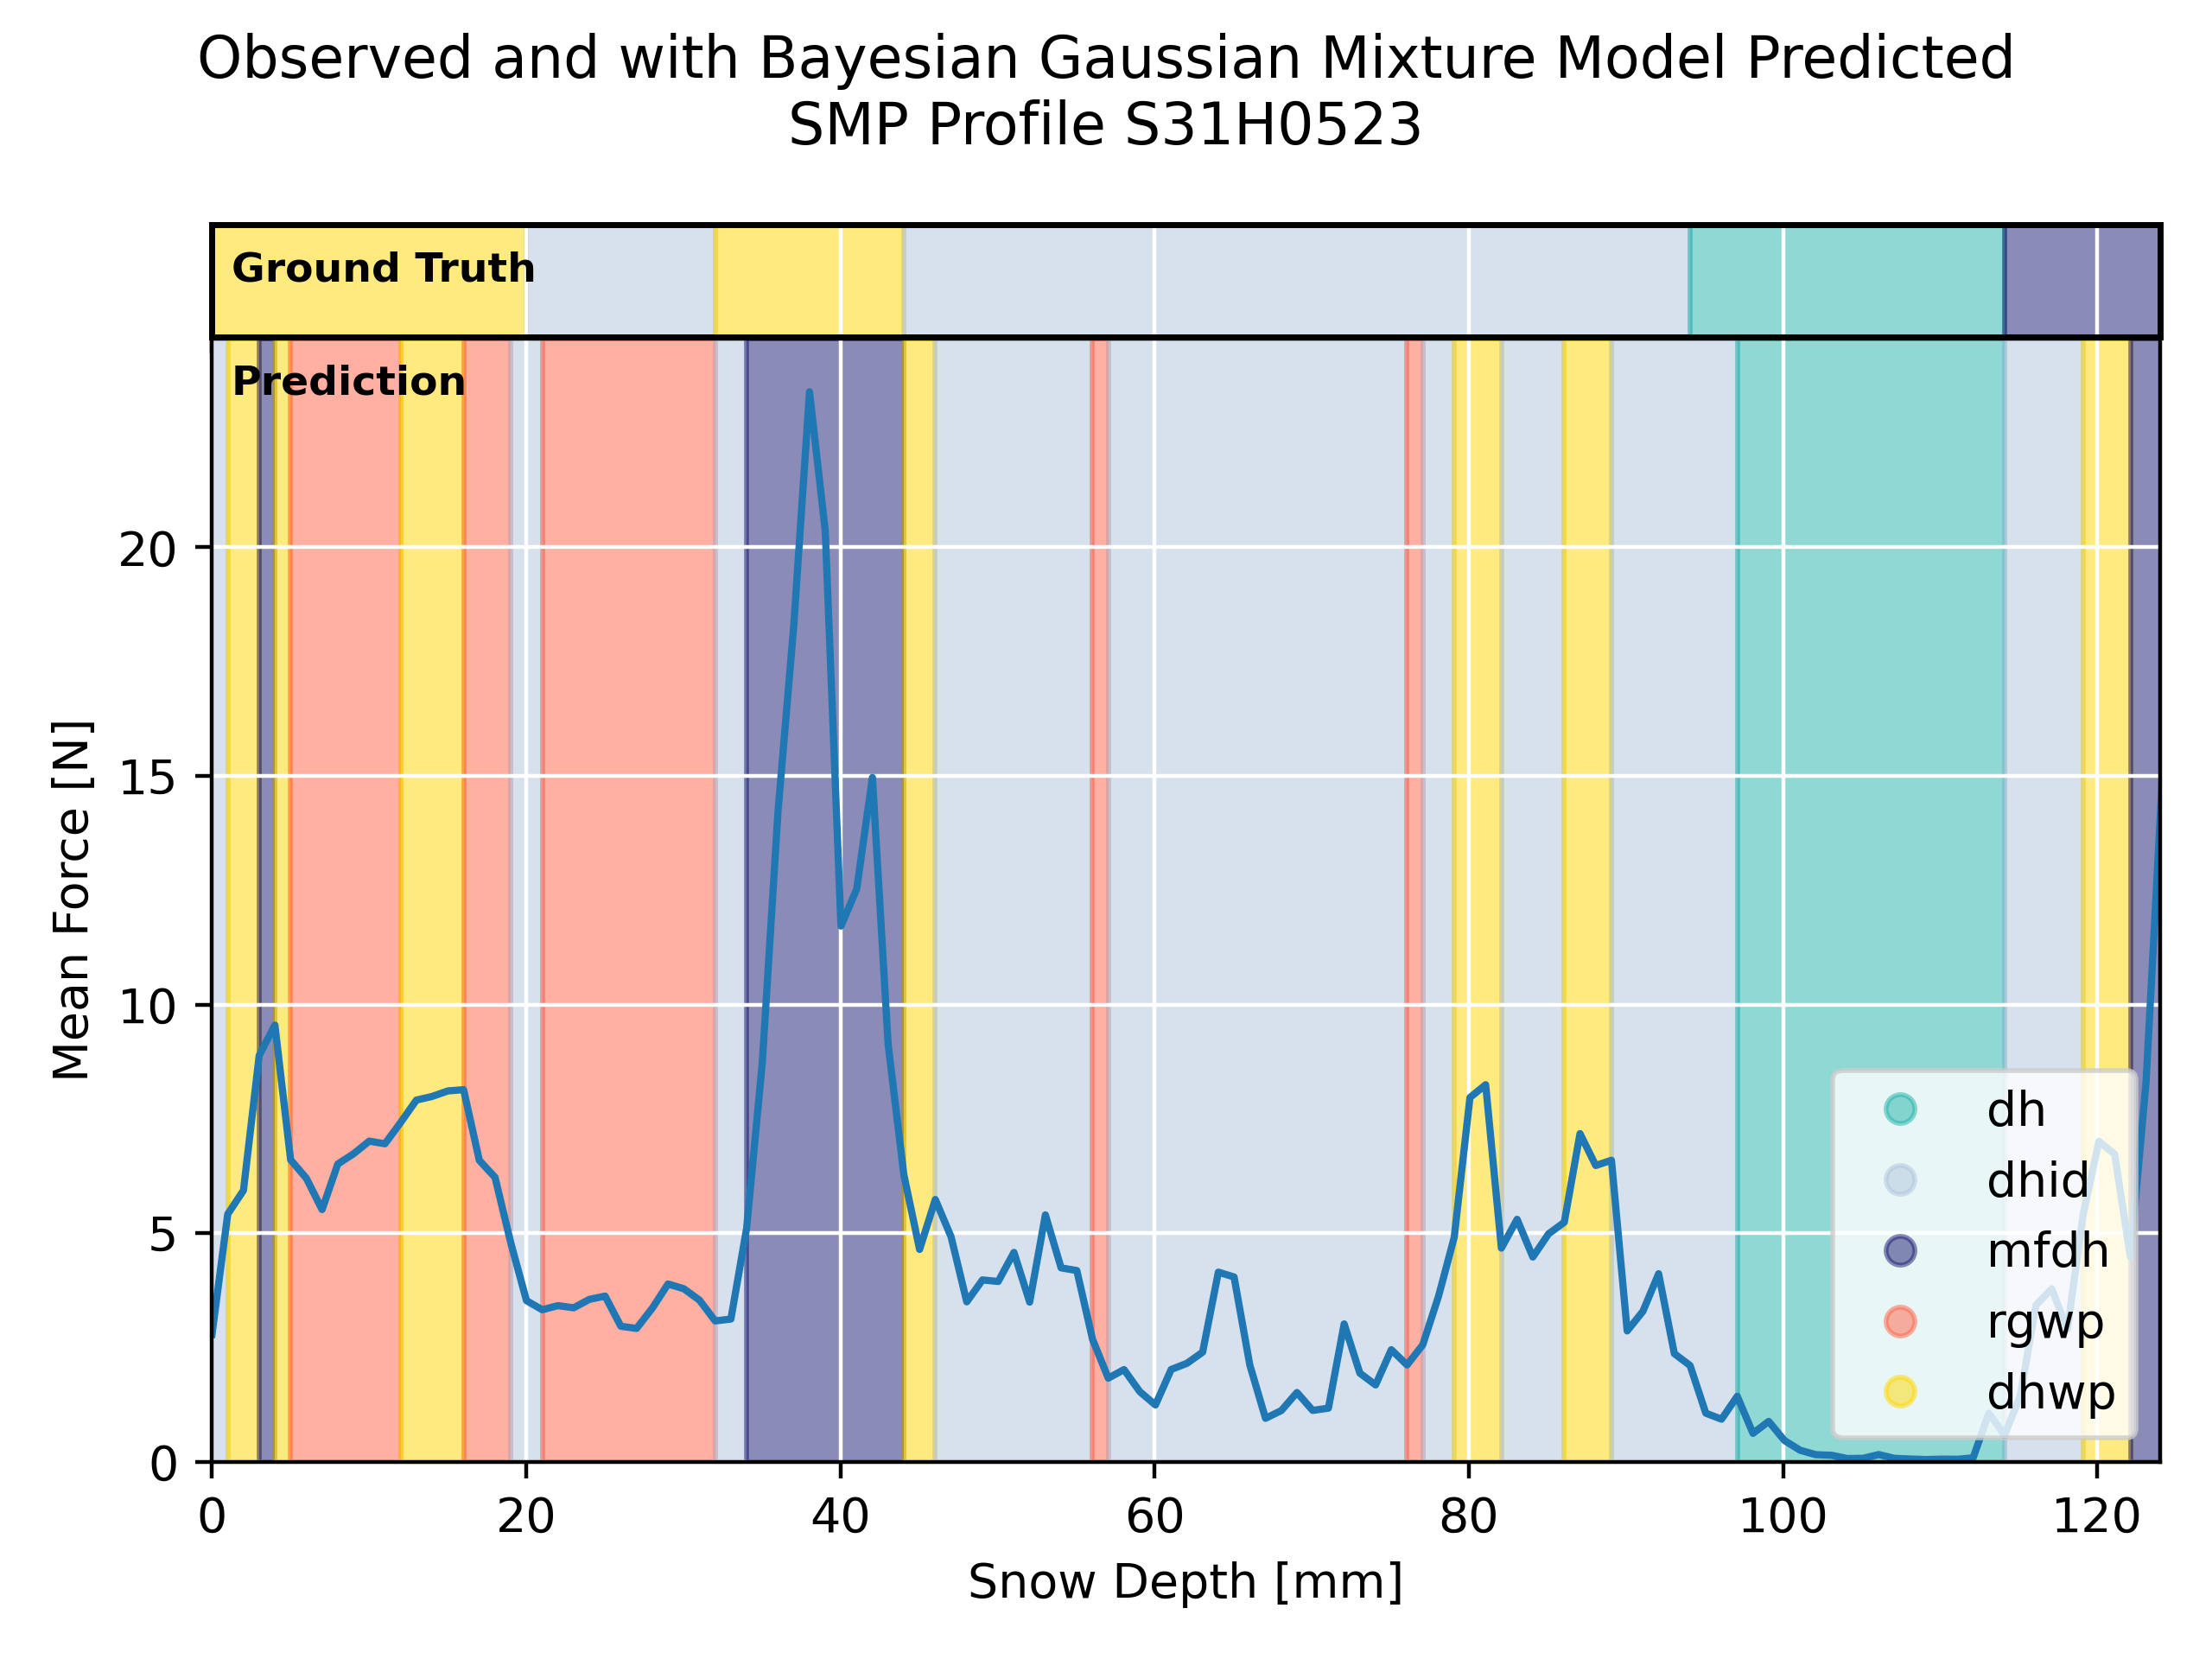 Observed and with Bayesian Gaussian Mixture Model Predicted
SMP Profile S31H0523
Ground Truth
Prediction
20
15
10
5
0
Mean Force [N]
dh
dhid
mfdh
rgwp
dhwp
0 20 40 60 80 100 120
Snow Depth [mm]